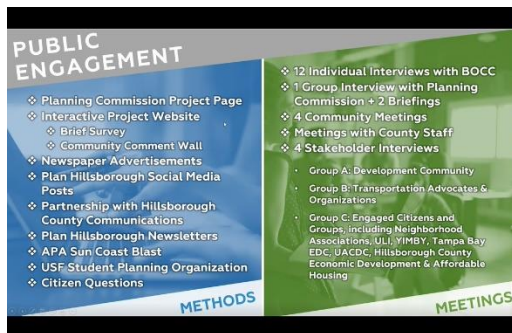 PUBLIC
ENGAGEMENT
❖ Planning Commission Project Page
❖ Interactive Project Website
❖ Brief Survey
❖ Community Comment Wall
❖ Newspaper Advertisements
❖ Plan Hillsborough Social Media
Posts
❖ Partnership with Hillsborough
County Communications
❖ Plan Hillsborough Newsletters
❖ APA Sun Coast Blast
❖ USF Student Planning Organization
❖ Citizen Questions
METHODS
❖ 12 Individual Interviews with BOCC
❖ 1 Group Interview with Planning
Commission + 2 Briefings
❖ 4 Community Meetings
❖ Meetings with County Staff
❖ 4 Stakeholder Interviews
• Group A: Development Community
• Group B: Transportation Advocates &
Organizations
• Group C: Engaged Citizens and
Groups, including Neighborhood
Associations, ULI, YIMBY, Tampa Bay
EDC, UACDC, Hillsborough County
Economic Development & Affordable
Housing
MEETINGS